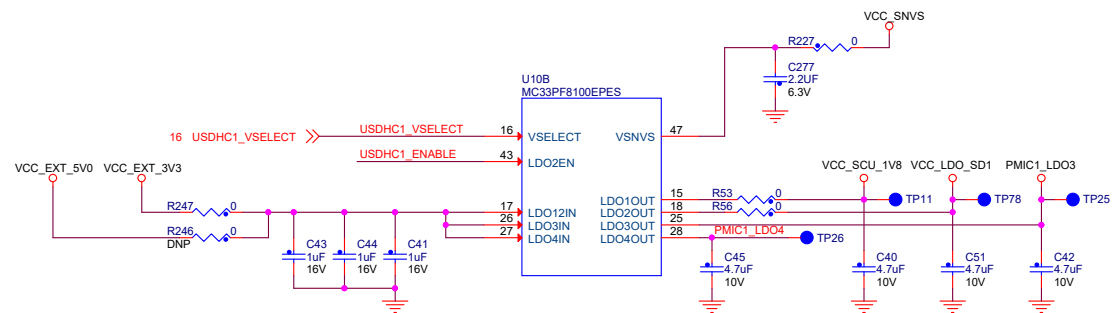 VCC_SNVS
R227 0
C277
2.2UF
6.3V
U10B
MC33PF8100EPES
16 USDHC1_VSELECT
USDHC1_VSELECT
16
VSELECT
VSNVS
47
USDHC1_ENABLE
43
LDO2EN
VCC_EXT_5V0
VCC_EXT_3V3
VCC_SCU_1V8
VCC_LDO_SD1
PMIC1_LDO3
R247 0
R246 0
DNP
17
LDO12IN
26
LDO3IN
27
LDO4IN
LDO1OUT
15
R53 0
TP11
TP78
TP25
LDO2OUT
18
R56 0
LDO3OUT
25
LDO4OUT
28
PMIC1_LDO4
TP26
C43
1uF
16V
C44
1uF
16V
C41
1uF
16V
C45
4.7uF
10V
C40
4.7uF
10V
C51
4.7uF
10V
C42
4.7uF
10V